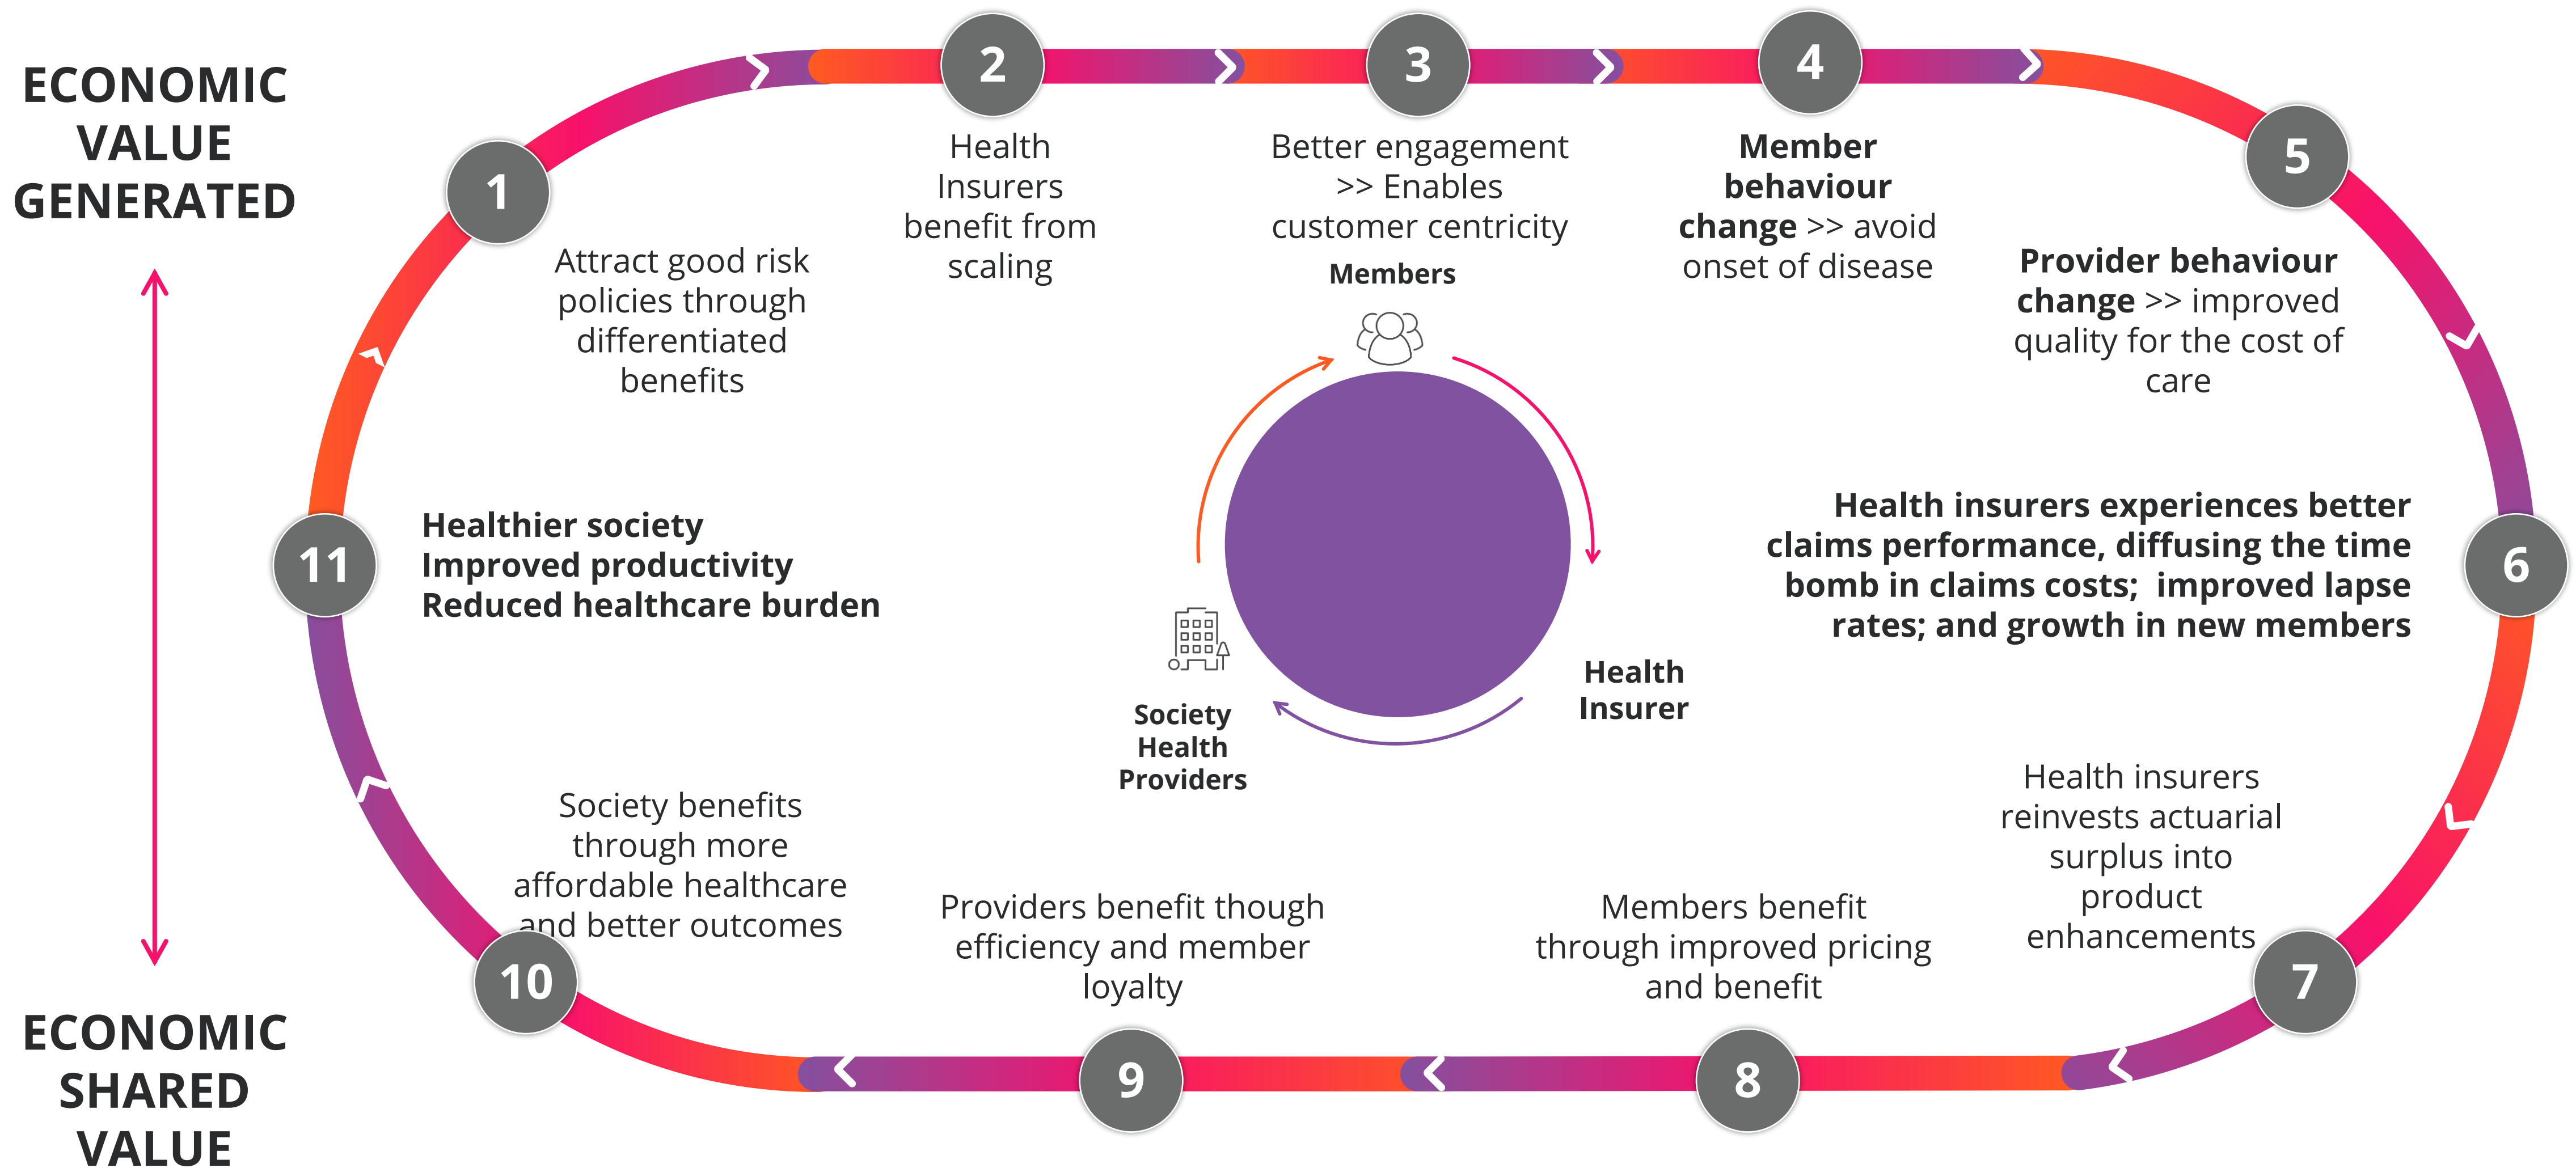 ECONOMIC
VALUE
GENERATED
1
Attract good risk
policies through
differentiated
benefits
2
Health
Insurers
benefit from
scaling
3
Better engagement
>> Enables
customer centricity
4
Member
behaviour
change >> avoid
onset of disease
5
Provider behaviour
change >> improved
quality for the cost of
care
6
Health insurers experiences better
claims performance, diffusing the time
bomb in claims costs;  improved lapse
rates; and growth in new members
7
Health insurers
reinvests actuarial
surplus into
product
enhancements
8
Members benefit
through improved pricing
and benefit
9
Providers benefit though
efficiency and member
loyalty
10
Society benefits
through more
affordable healthcare
and better outcomes
11
Healthier society
Improved productivity
Reduced healthcare burden
Members
Health
Insurer
Society
Health
Providers
ECONOMIC
SHARED
VALUE